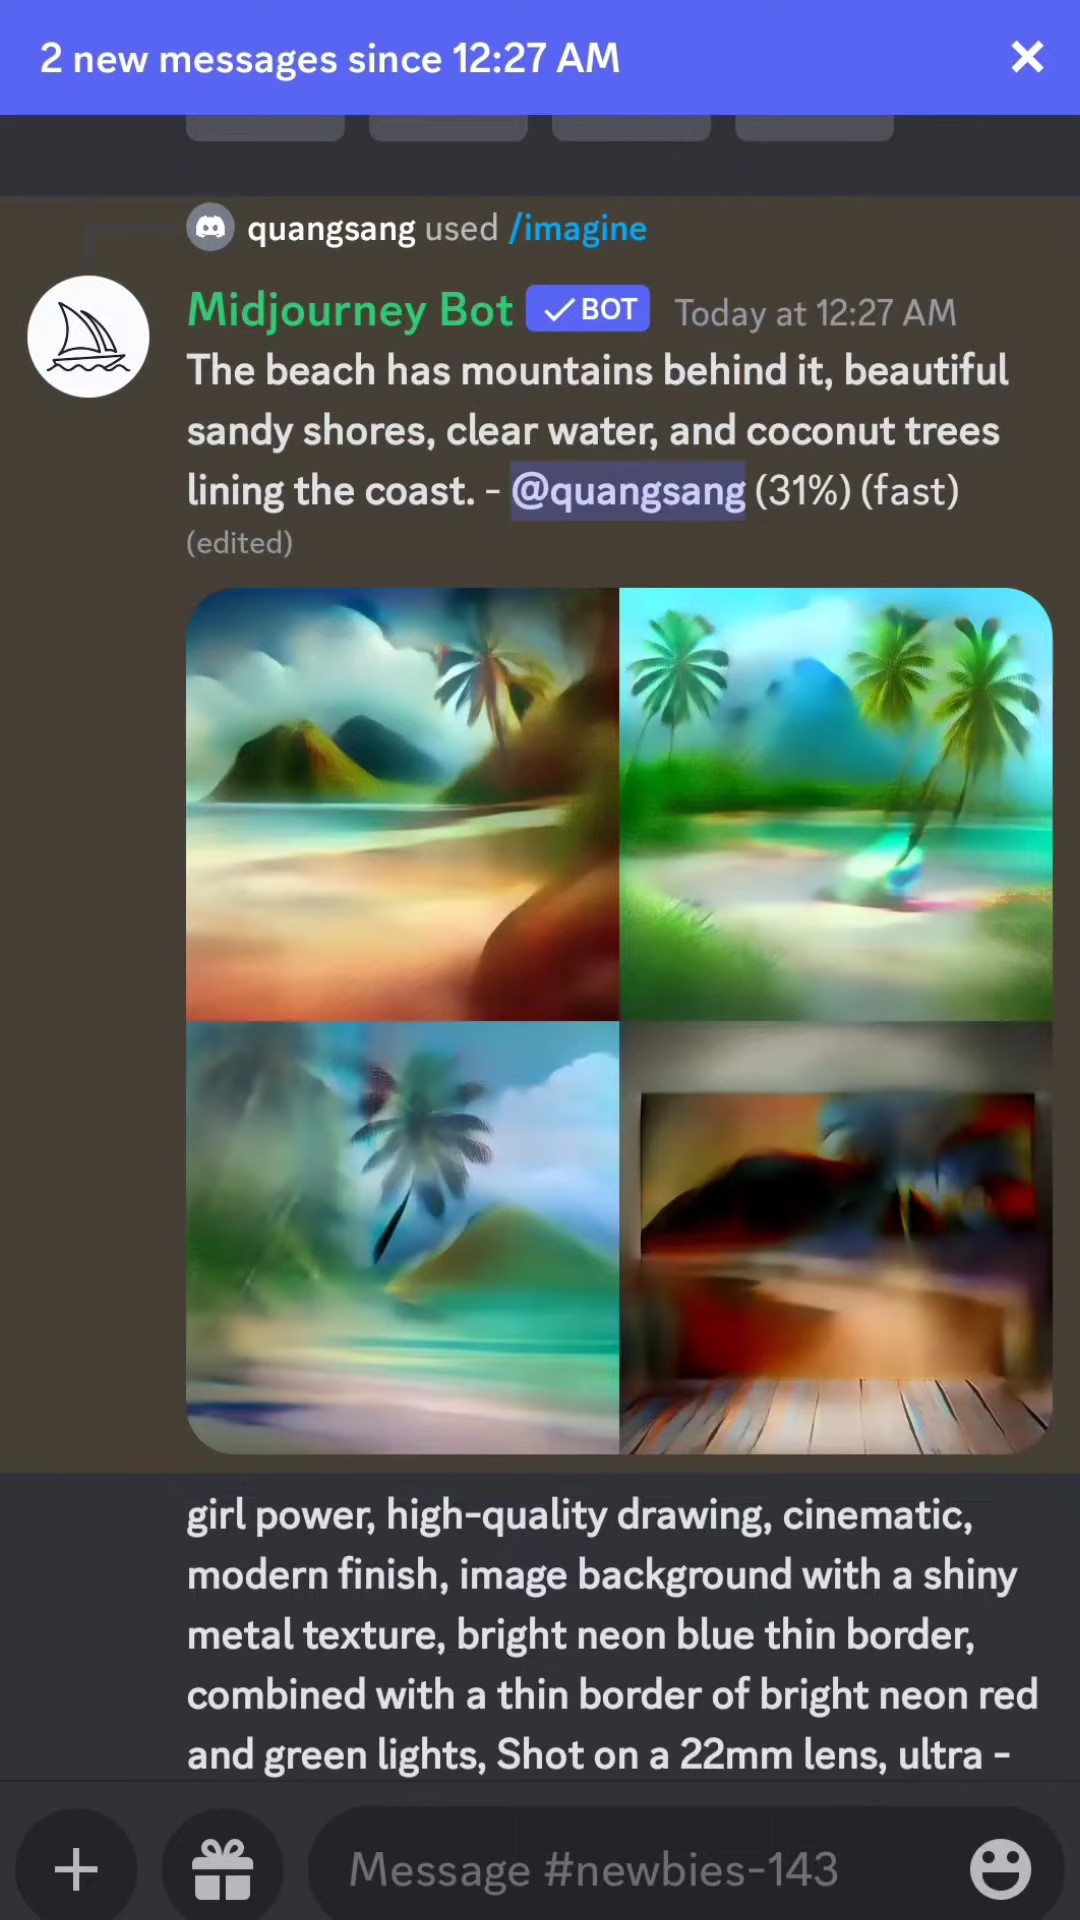 2 new messages since 12:27 AM
quangsang used /imagine
Midjourney Bot BOT Today at 12:27 AM
The beach has mountains behind it, beautiful
sandy shores, clear water, and coconut trees
lining the coast. - @quangsang (31%) (fast)
(edited)
girl power, high-quality drawing, cinematic,
modern finish, image background with a shiny
metal texture, bright neon blue thin border,
combined with a thin border of bright neon red
and green lights, Shot on a 22mm lens, ultra -
Message #newbies-143